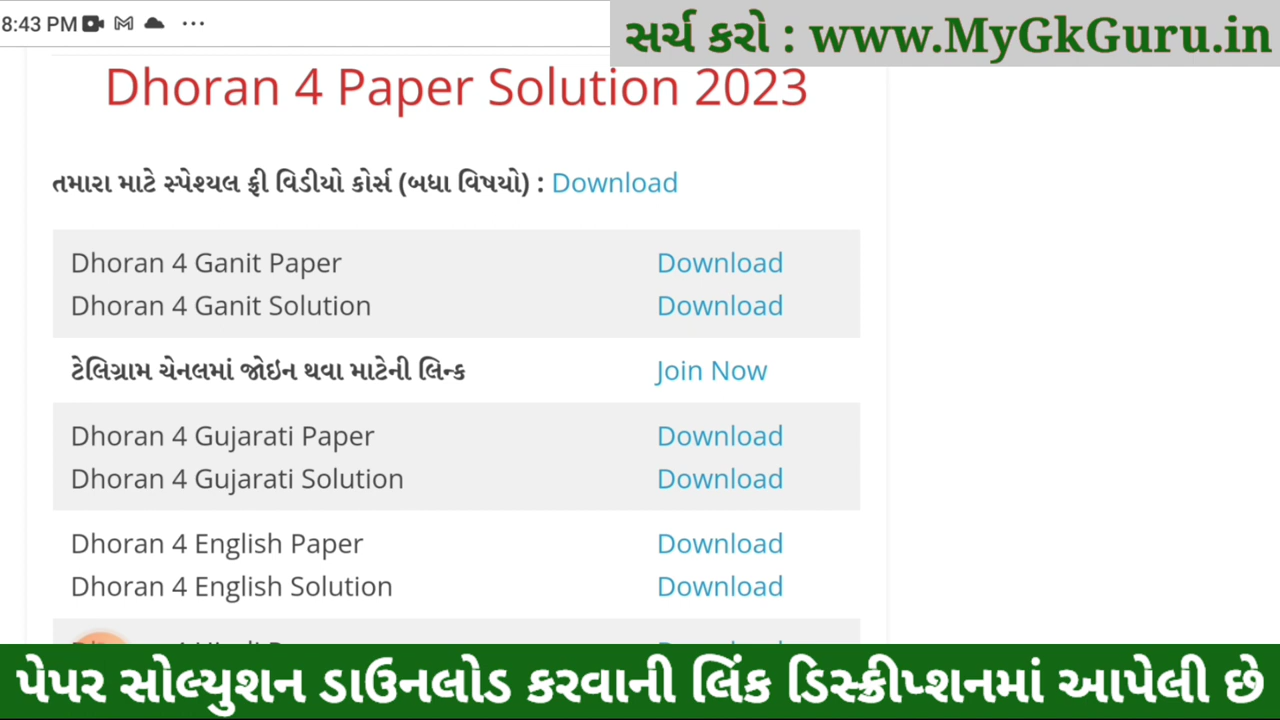 8:43 PM
સર્ચ કરો : www.MyGkGuru.in
Dhoran 4 Paper Solution 2023
તમારા માટે સ્પેશ્યલ ફ્રી વિડીયો કોર્સ (બધા વિષયો) : Download
Dhoran 4 Ganit Paper Download
Dhoran 4 Ganit Solution Download
ટેલિગ્રામ ચેનલમાં જોઇન થવા માટેની લિન્ક Join Now
Dhoran 4 Gujarati Paper Download
Dhoran 4 Gujarati Solution Download
Dhoran 4 English Paper Download
Dhoran 4 English Solution Download
પેપર સોલ્યુશન ડાઉનલોડ કરવાની લિંક ડિસ્ક્રીપ્શનમાં આપેલી છે